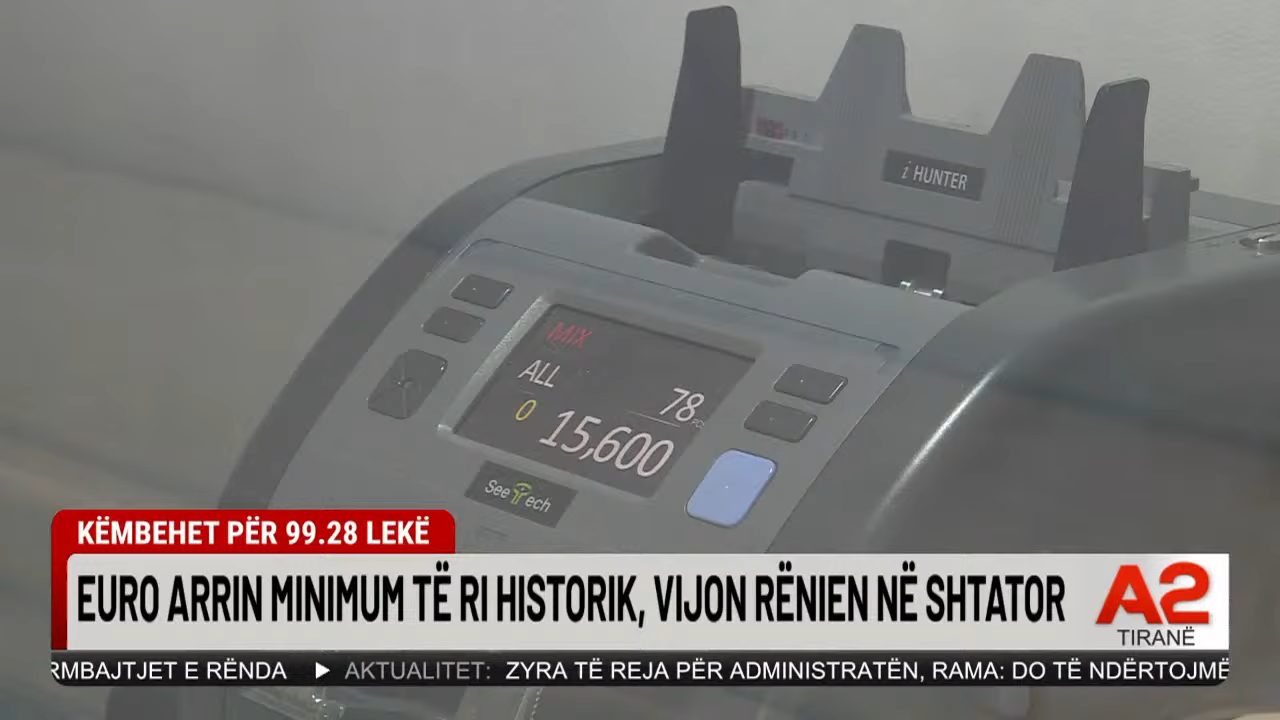 i HUNTER
MIX
ALL
78
0 15,600
SeeTech
KËMBEHET PËR 99.28 LEKË
EURO ARRIN MINIMUM TË RI HISTORIK, VIJON RËNIEN NË SHTATOR
A2
TIRANË
E RËNDA ▶ AKTUALITET: ZYRA TË REJA PËR ADMINISTRATËN, RAMA: DO TË NDËRTOJMË